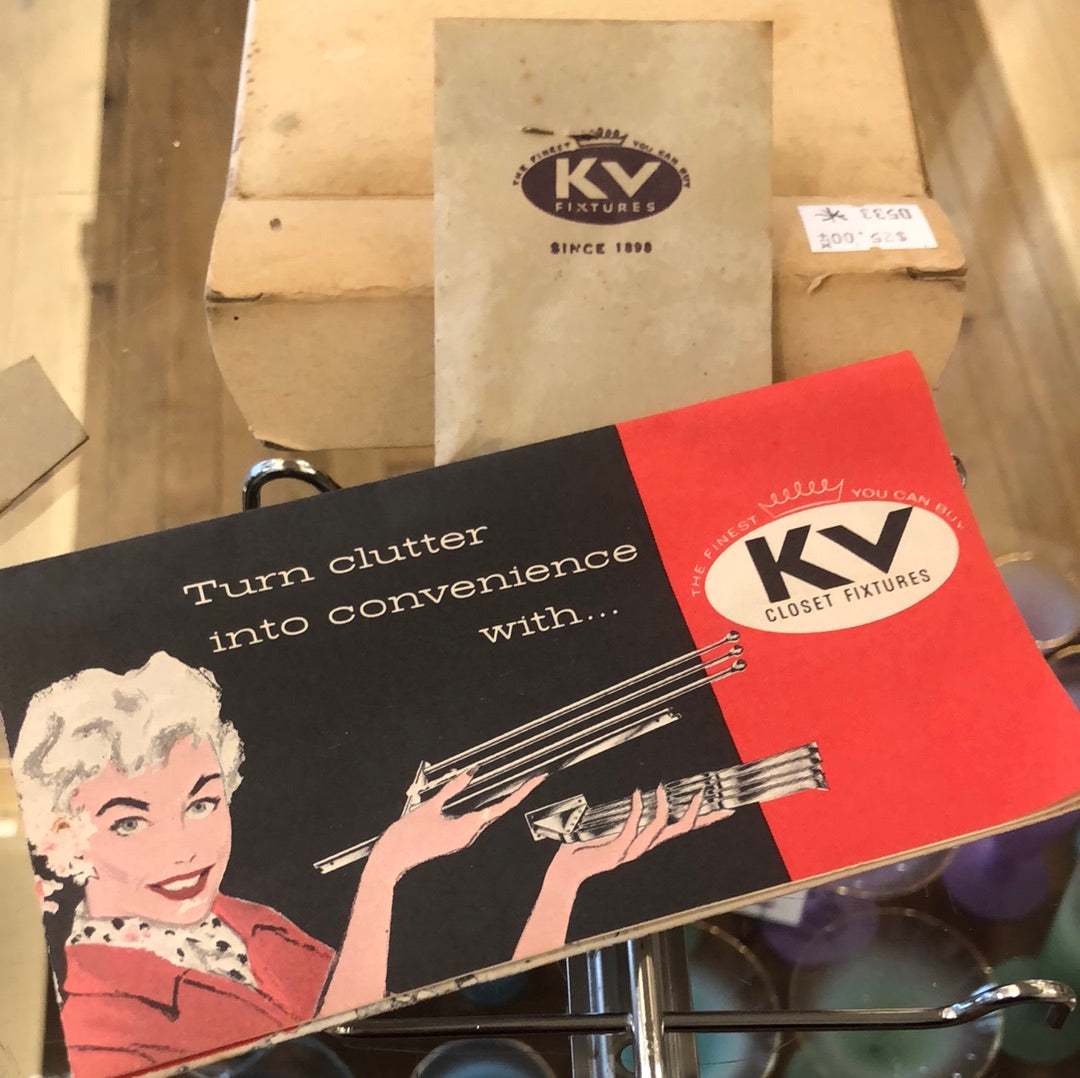 THE FINEST YOU CAN BUY
KV
FIXTURES
SINCE 1898
B533
$25.00
Turn clutter
into convenience
with...
THE FINEST YOU CAN BUY
KV
CLOSET FIXTURES